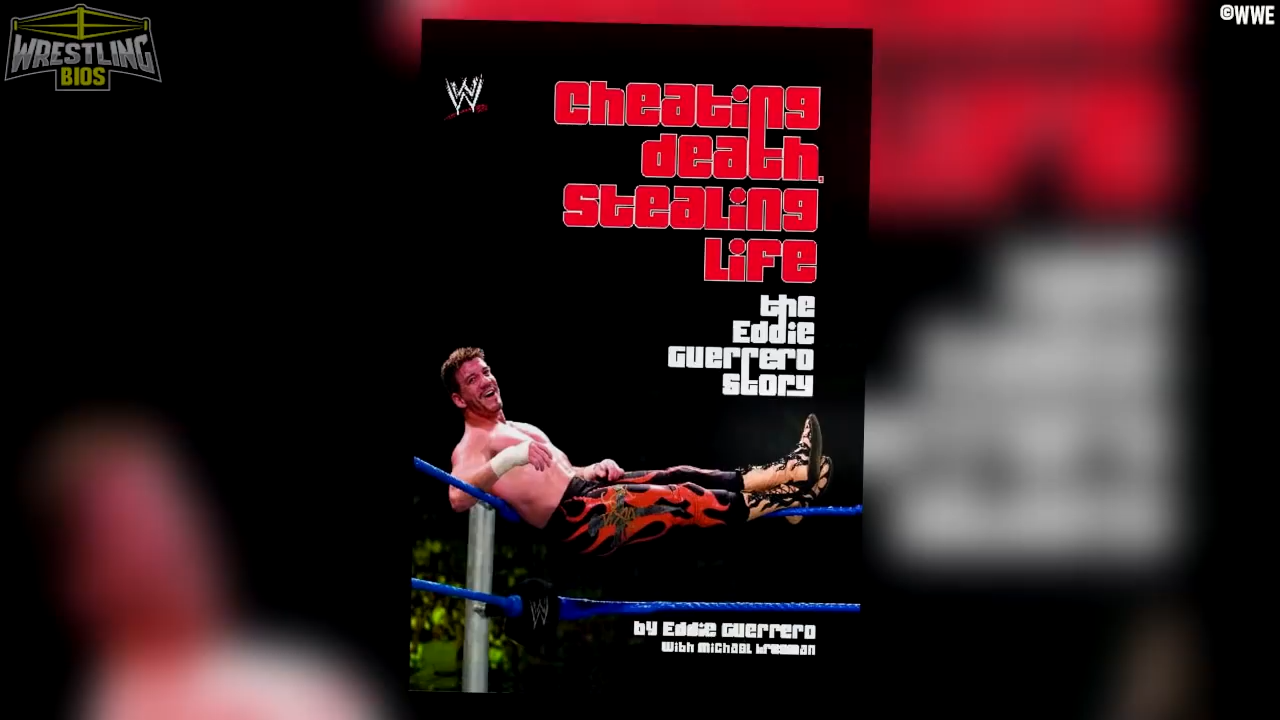 WRESTLING
BIOS
©WWE
W
Cheating
death,
Stealing
Life
the
Eddie
Guerrero
Story
W
by Eddie Guerrero
with Michael Krugman